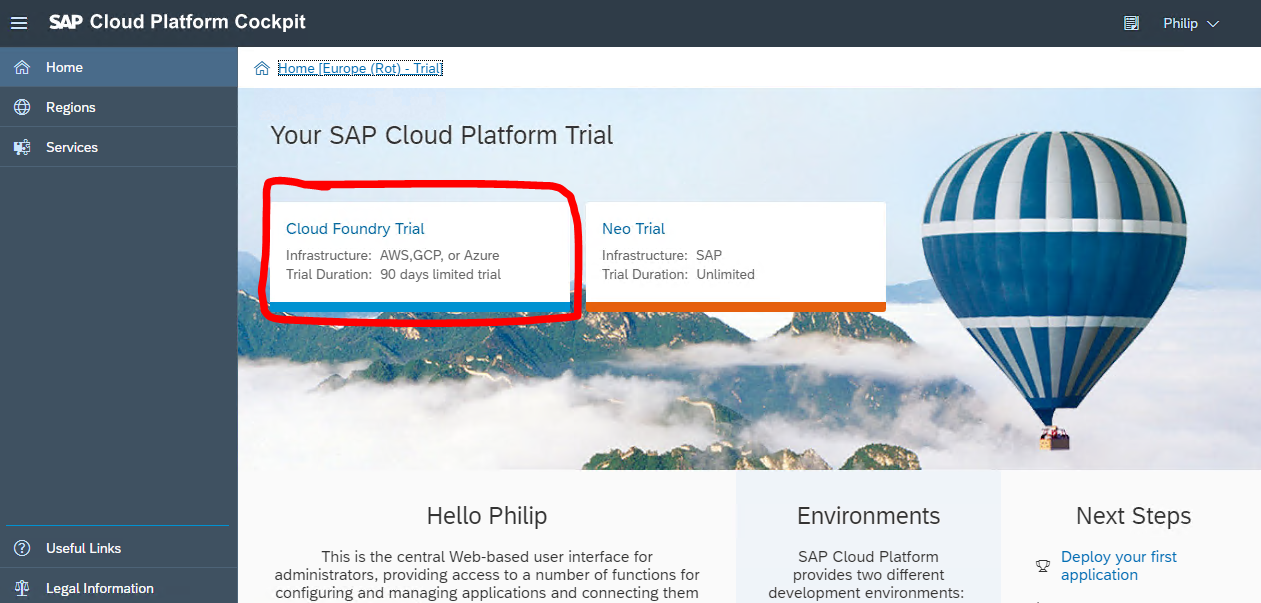 SAP Cloud Platform Cockpit
Philip
Home
Regions
Services
Useful Links
Legal Information
Home [Europe (Rot) - Trial]
Your SAP Cloud Platform Trial
Cloud Foundry Trial
Infrastructure: AWS,GCP, or Azure
Trial Duration: 90 days limited trial
Neo Trial
Infrastructure: SAP
Trial Duration: Unlimited
Hello Philip
This is the central Web-based user interface for
administrators, providing access to a number of functions for
configuring and managing applications and connecting them
Environments
SAP Cloud Platform
provides two different
development environments:
Next Steps
Deploy your first
application